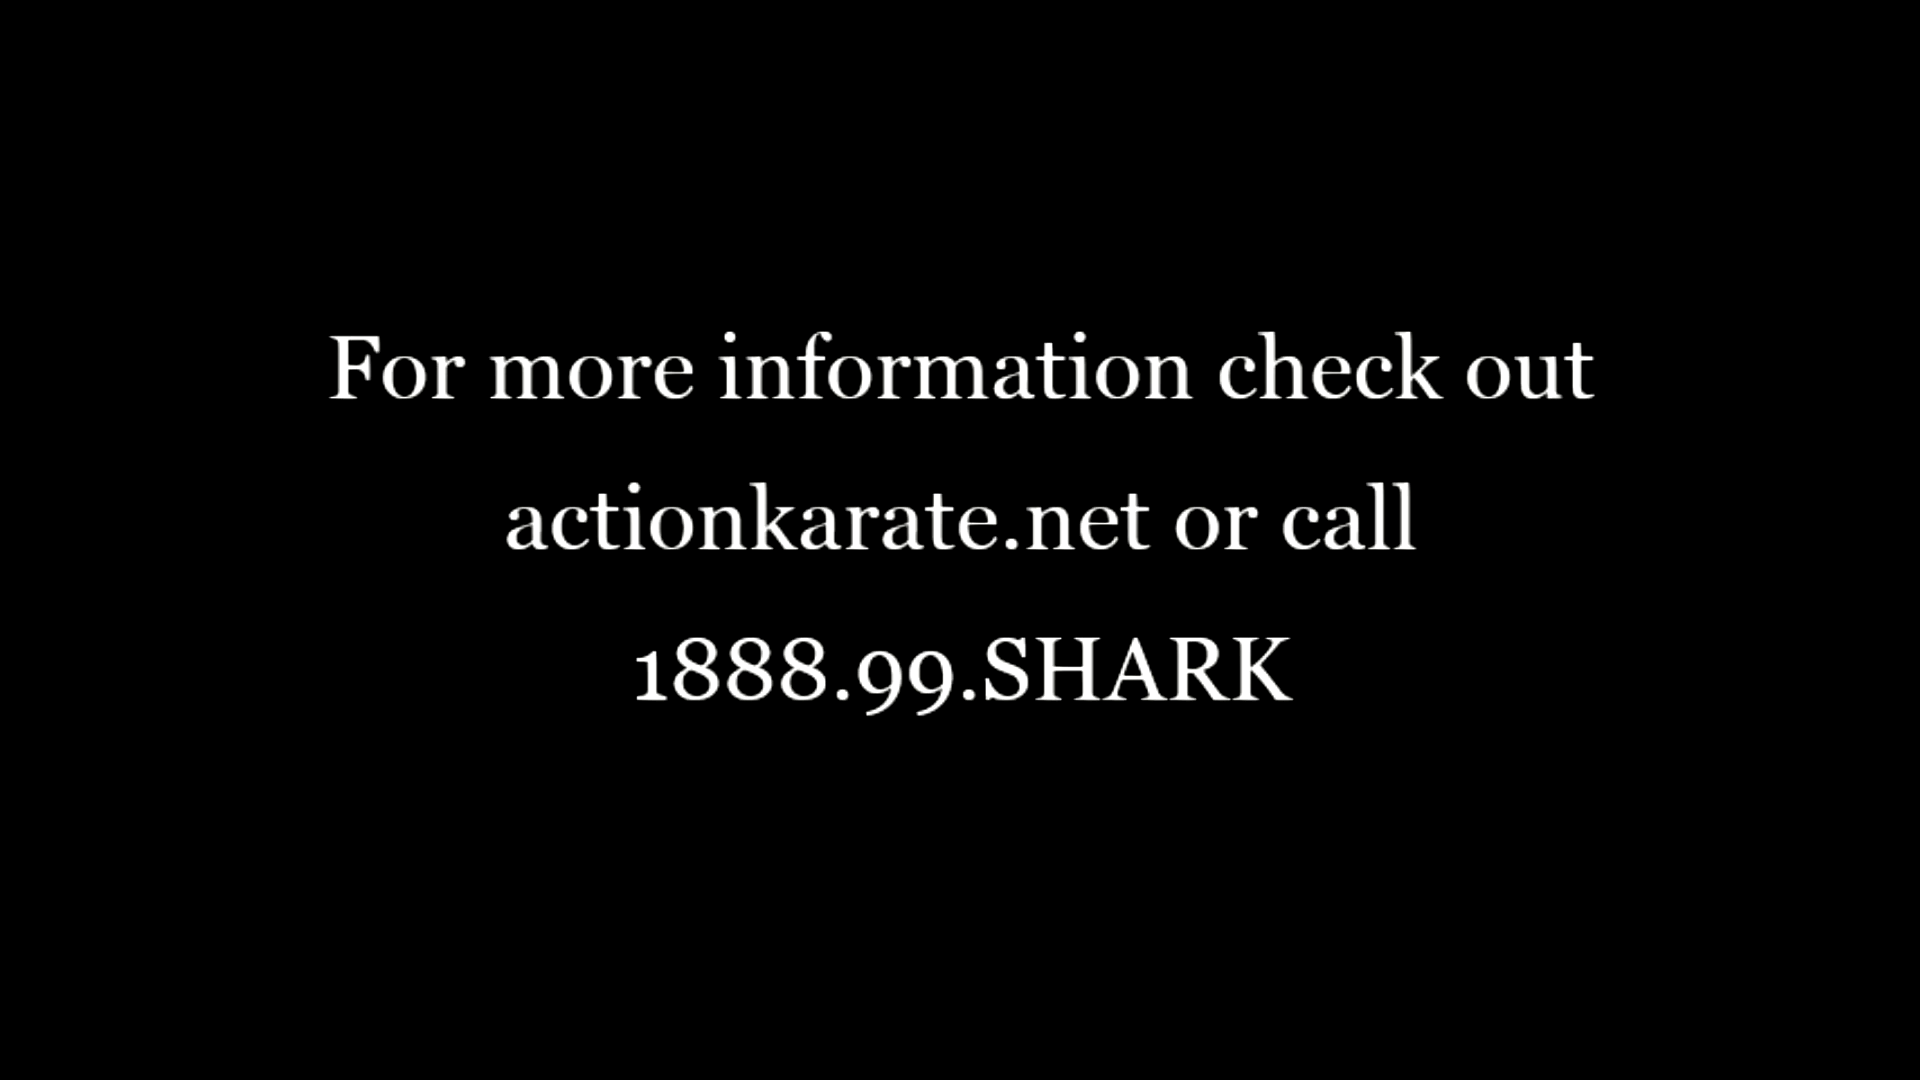 For more information check out
actionkarate.net or call
1888.99.SHARK